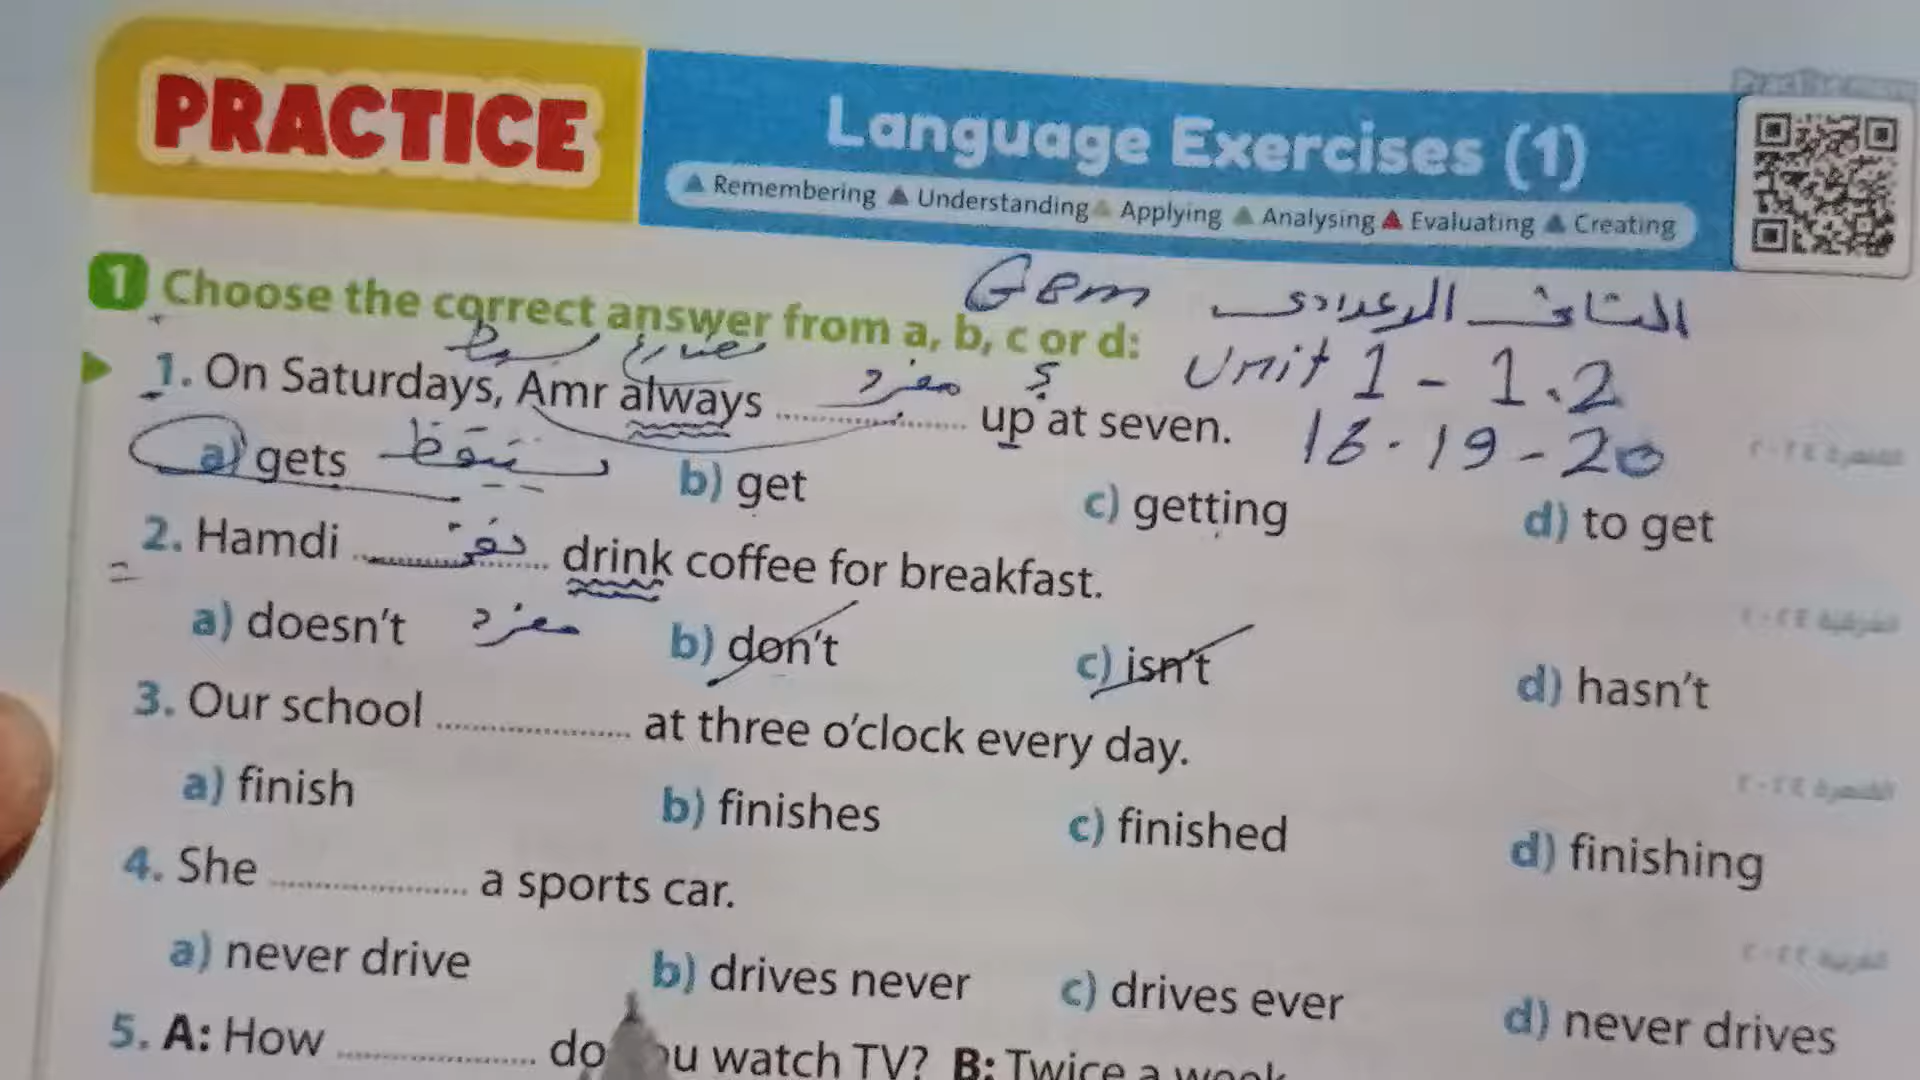 PRACTICE
Language Exercises (1)
Remembering Understanding Applying Analysing Evaluating Creating
Gem الثاني الإعدادي
1 Choose the correct answer from a, b, c or d:
Unit 1 - 1.2
مضارع بسيط
مفرد
1. On Saturdays, Amr always .................... up at seven.
18 - 19 - 20
a) gets b) get c) getting d) to get
2. Hamdi .................... drink coffee for breakfast.
a) doesn't مفرد b) don't c) isn't d) hasn't
3. Our school .................... at three o'clock every day.
a) finish b) finishes c) finished d) finishing
4. She .................... a sports car.
a) never drive b) drives never c) drives ever d) never drives
5. A: How .................... do watch TV? B: Twice a week